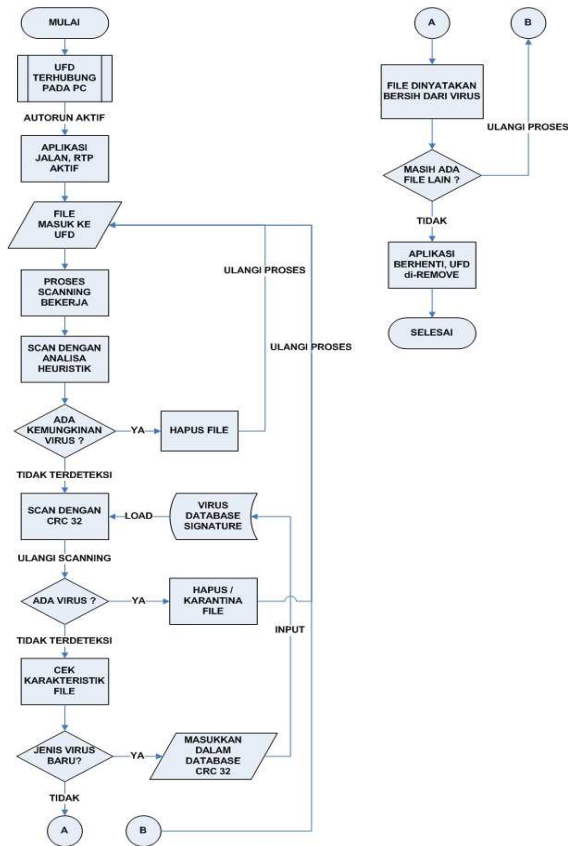 MULAI
UFD
TERHUBUNG
PADA PC
AUTORUN AKTIF
APLIKASI
JALAN, RTP
AKTIF
FILE
MASUK KE
UFD
PROSES
SCANNING
BEKERJA
SCAN DENGAN
ANALISA
HEURISTIK
ADA
KEMUNGKINAN
VIRUS ?
YA
HAPUS FILE
ULANGI PROSES
TIDAK TERDETEKSI
SCAN DENGAN
CRC 32
LOAD
VIRUS
DATABASE
SIGNATURE
ULANGI SCANNING
ADA VIRUS ?
YA
HAPUS /
KARANTINA
FILE
ULANGI PROSES
TIDAK TERDETEKSI
CEK
KARAKTERISTIK
FILE
JENIS VIRUS
BARU?
YA
MASUKKAN
DALAM
DATABASE
CRC 32
INPUT
TIDAK
A
B
A
FILE DINYATAKAN
BERSIH DARI VIRUS
MASIH ADA
FILE LAIN ?
ULANGI PROSES
B
TIDAK
APLIKASI
BERHENTI, UFD
di-REMOVE
SELESAI